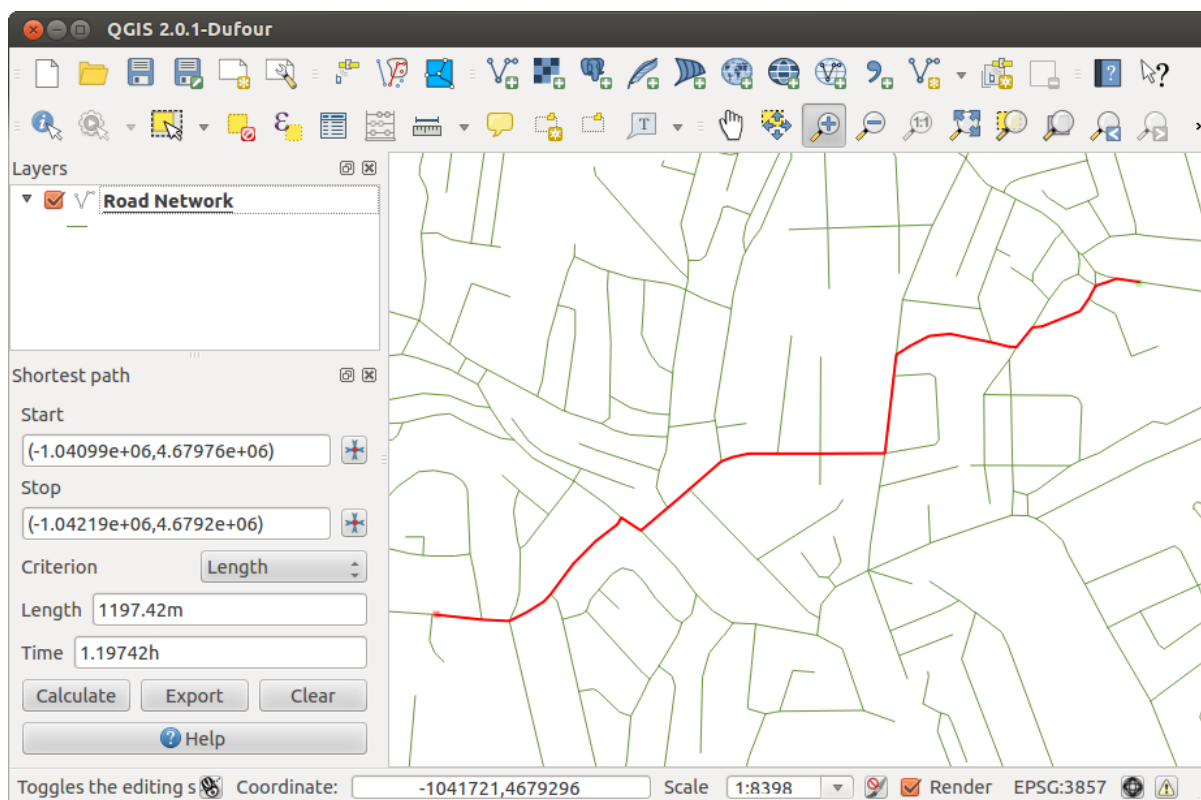 QGIS 2.0.1-Dufour
b
b
?
?
ε
T
1:1
Layers
Road Network
Shortest path
Start
(-1.04099e+06,4.67976e+06)
Stop
(-1.04219e+06,4.6792e+06)
Criterion Length
Length 1197.42m
Time 1.19742h
Calculate Export Clear
? Help
Toggles the editing s Coordinate: -1041721,4679296 Scale 1:8398 Render EPSG:3857